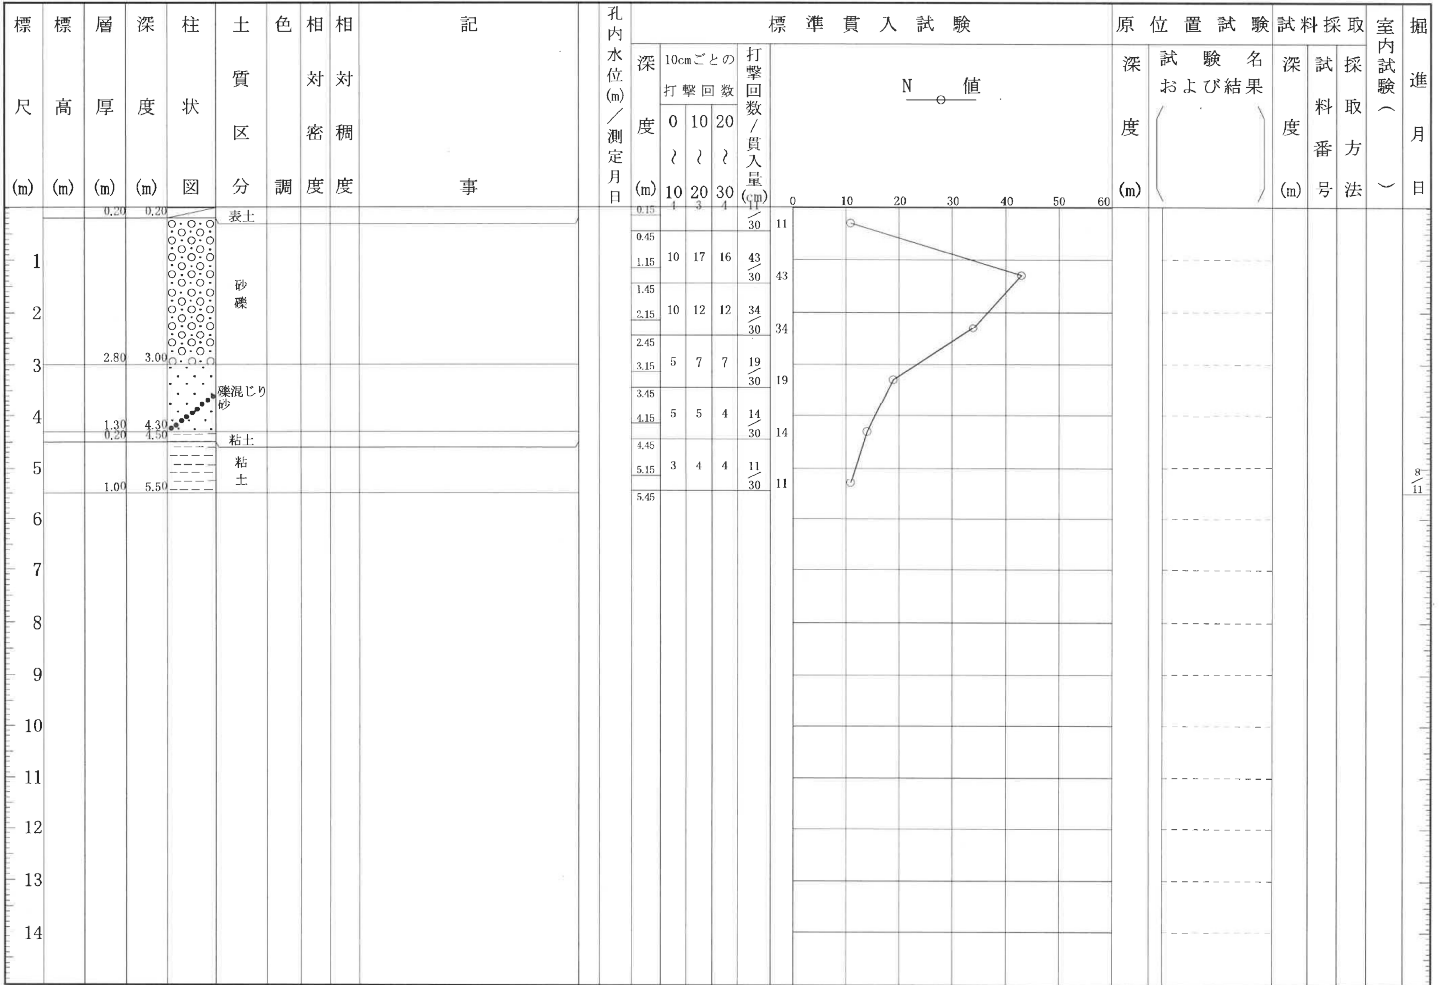 標尺(m)
標高(m)
層厚(m)
深度(m)
柱状図
土質区分
色調
相対密度
相対稠度
記事
孔内水位(m)／測定月日
標準貫入試験
深度(m)
10cmごとの
打撃回数
0 10 20
～ ～ ～
10 20 30
打撃回数／貫入量(cm)
N 値
0 10 20 30 40 50 60
原位置試験
深度(m)
試験名
および結果
試料採取
深度(m)
試料番号
採取方法
室内試験（ ）
掘進月日
0.20 0.20 表土
砂礫
2.80 3.00
礫混じり
砂
1.30 4.30
0.20 4.50 粘土
粘土
1.00 5.50
0.15 4 3 4 11/30 11
0.45
1.15 10 17 16 43/30 43
1.45
2.15 10 12 12 34/30 34
2.45
3.15 5 7 7 19/30 19
3.45
4.15 5 5 4 14/30 14
4.45
5.15 3 4 4 11/30 11
5.45
8/11
1
2
3
4
5
6
7
8
9
10
11
12
13
14